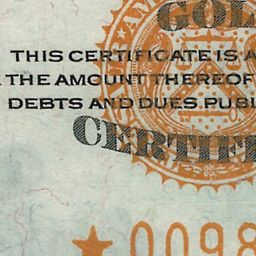 GOL
THIS CERTIFICATE IS A
THE AMOUNT THEREOF
DEBTS AND DUES, PUBL
CERTIFI
★0098